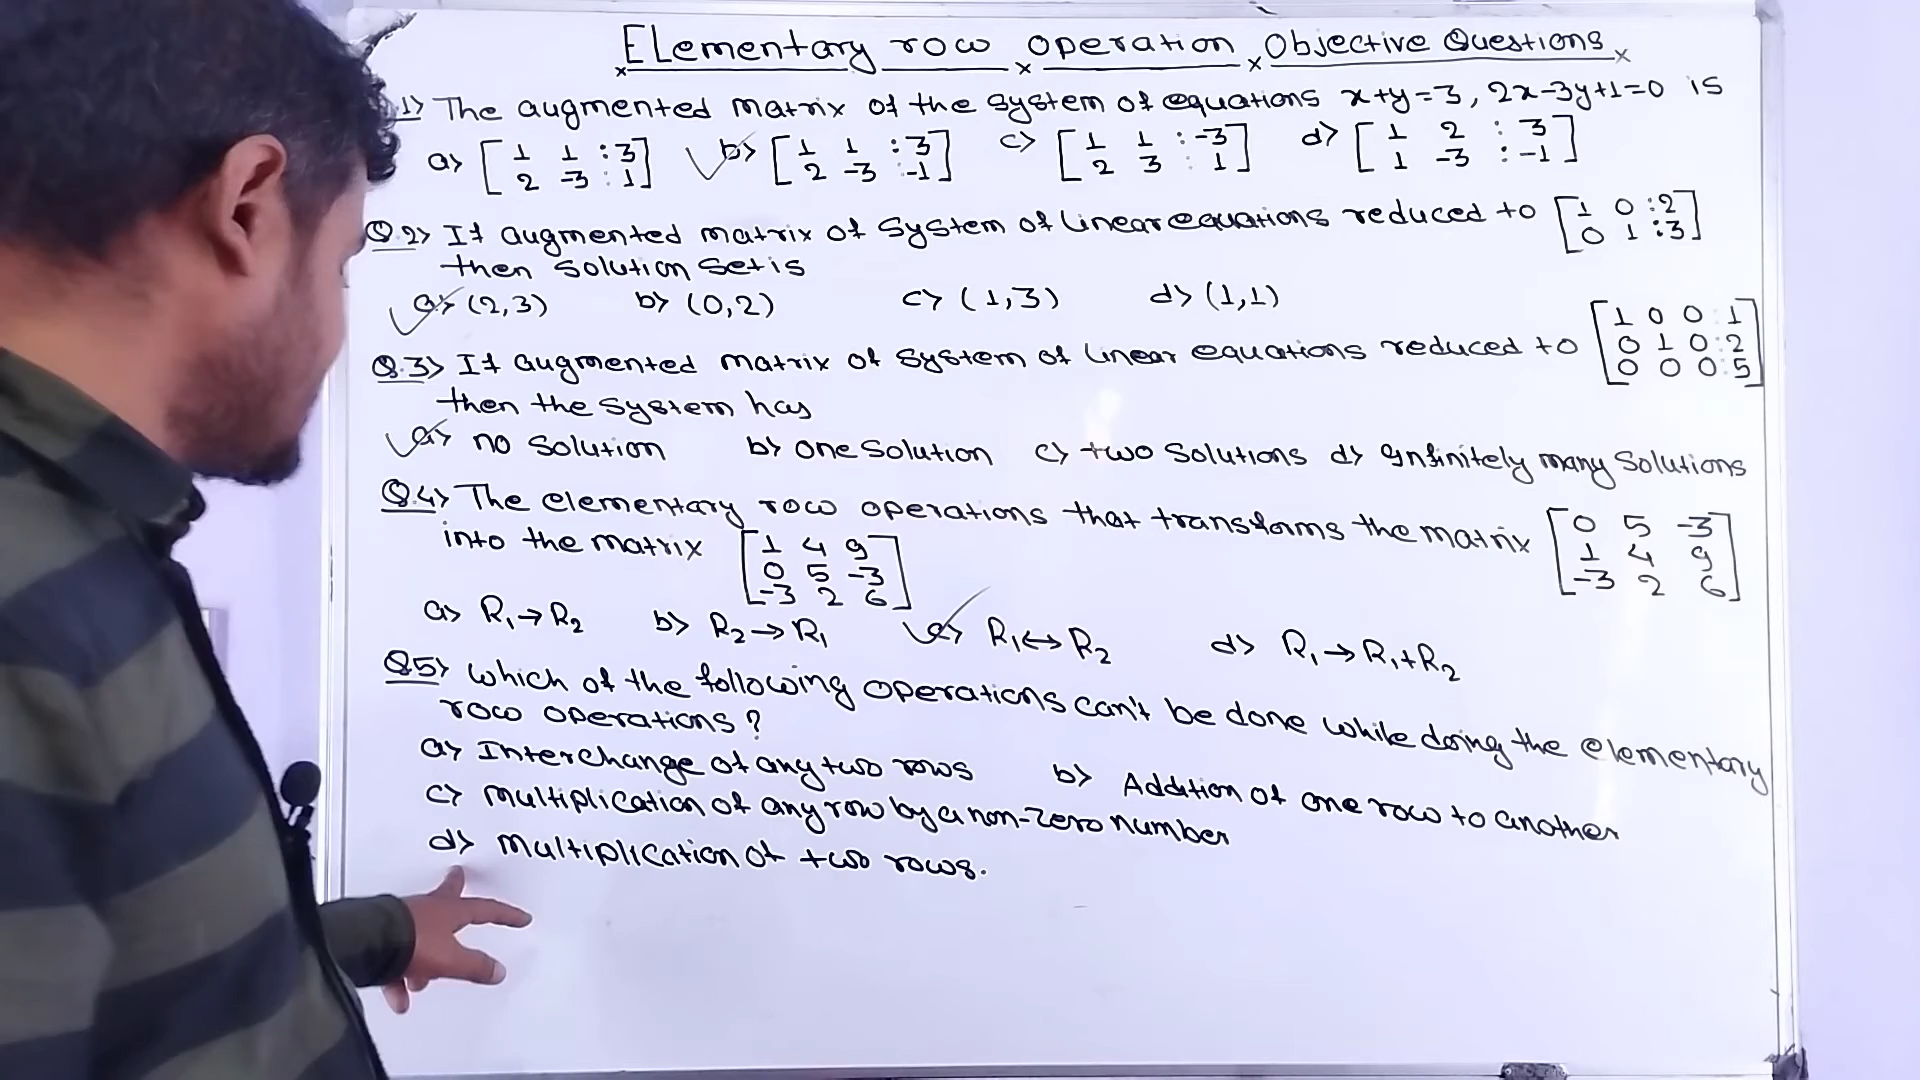 Elementary row operation Objective Questions
1> The augmented matrix of the system of equations x+y=3, 2x-3y+1=0 is
a> [1 1 : 3] b> [1 1 : 3] c> [1 1 : -3] d> [1 2 : 3]
[2 -3 : 1] [2 -3 : -1] [2 3 : 1] [1 -3 : -1]
Q.2> If augmented matrix of system of linear equations reduced to [1 0 : 2]
[0 1 : 3]
then solution set is
a> (2,3) b> (0,2) c> (1,3) d> (1,1)
Q.3> If augmented matrix of system of linear equations reduced to [1 0 0 : 1]
[0 1 0 : 2]
[0 0 0 : 5]
then the system has
a> no solution b> one solution c> two solutions d> Infinitely many solutions
Q.4> The elementary row operations that transforms the matrix [0 5 -3]
[1 4 9]
[-3 2 6]
into the matrix [1 4 9]
[0 5 -3]
[-3 2 6]
a> R₁→R₂ b> R₂→R₁ c> R₁↔R₂ d> R₁→R₁+R₂
Q.5> Which of the following operations can't be done while doing the elementary
row operations?
a> Interchange of any two rows b> Addition of one row to another
c> Multiplication of any row by a non-zero number
d> Multiplication of two rows.